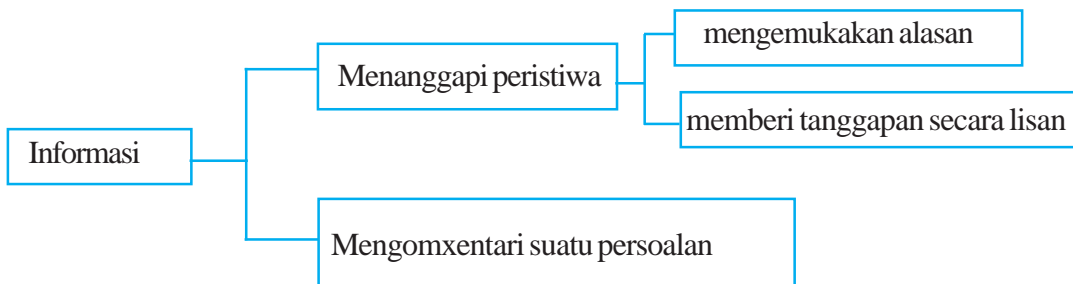 mengemukakan alasan
Menanggapi peristiwa
memberi tanggapan secara lisan
Informasi
Mengomxentari suatu persoalan